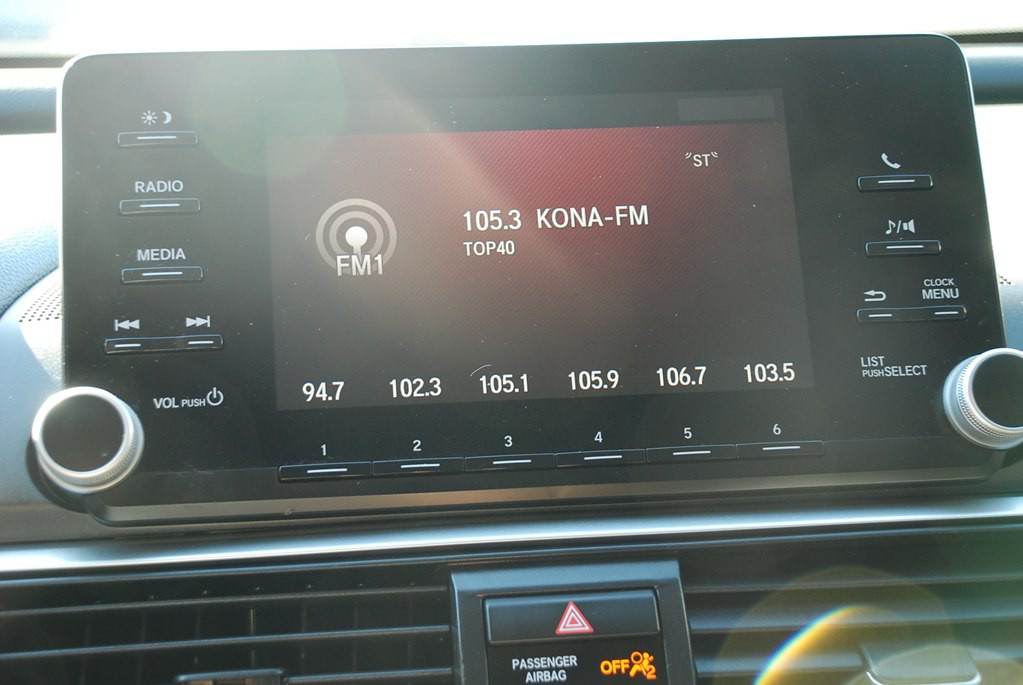 RADIO
MEDIA
VOL PUSH
"ST"
105.3 KONA-FM
TOP40
FM1
94.7 102.3 105.1 105.9 106.7 103.5
1 2 3 4 5 6
CLOCK
MENU
LIST
PUSH SELECT
PASSENGER
AIRBAG
OFF 2